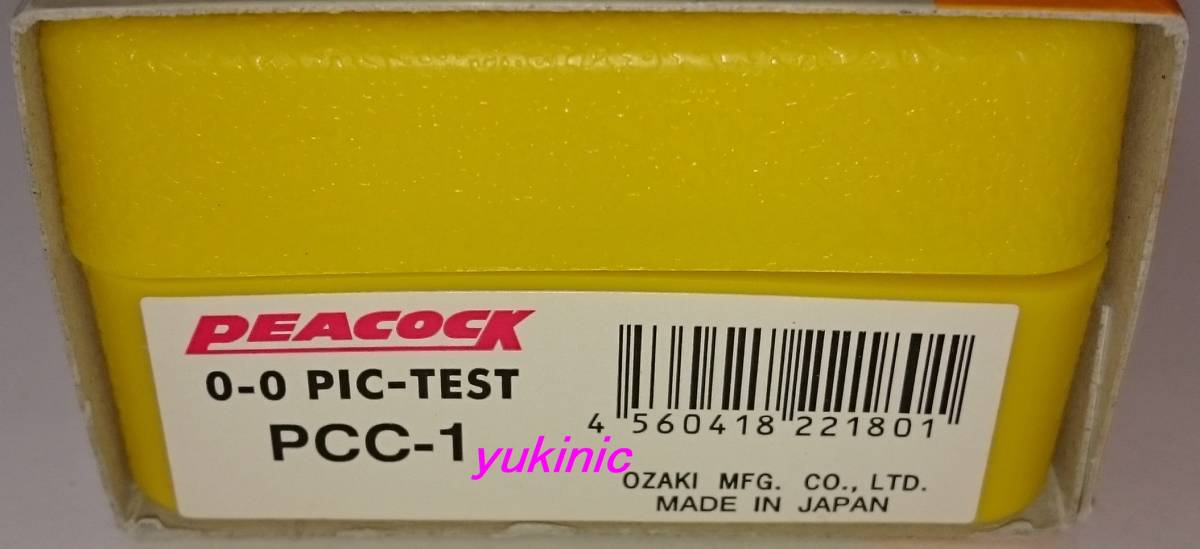 PEACOCK
0-0 PIC-TEST
PCC-1
yukinic
4 560418 221801
OZAKI MFG. CO., LTD.
MADE IN JAPAN